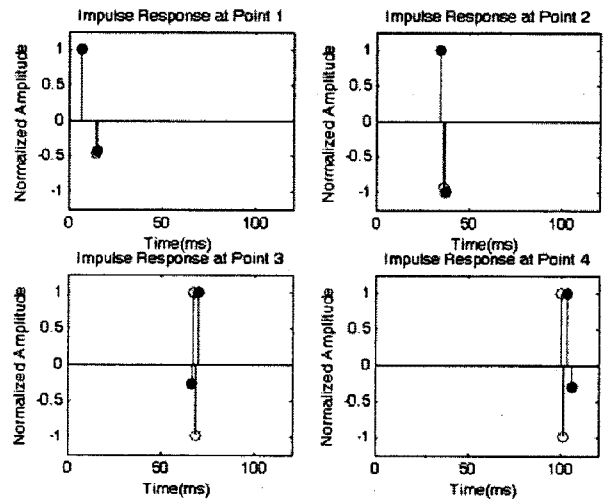 Impulse Response at Point 1
Normalized Amplitude
1
0.5
0
-0.5
-1
0
50
100
Time(ms)
Impulse Response at Point 2
Normalized Amplitude
1
0.5
0
-0.5
-1
0
50
100
Time(ms)
Impulse Response at Point 3
Normalized Amplitude
1
0.5
0
-0.5
-1
0
50
100
Time(ms)
Impulse Response at Point 4
Normalized Amplitude
1
0.5
0
-0.5
-1
0
50
100
Time(ms)